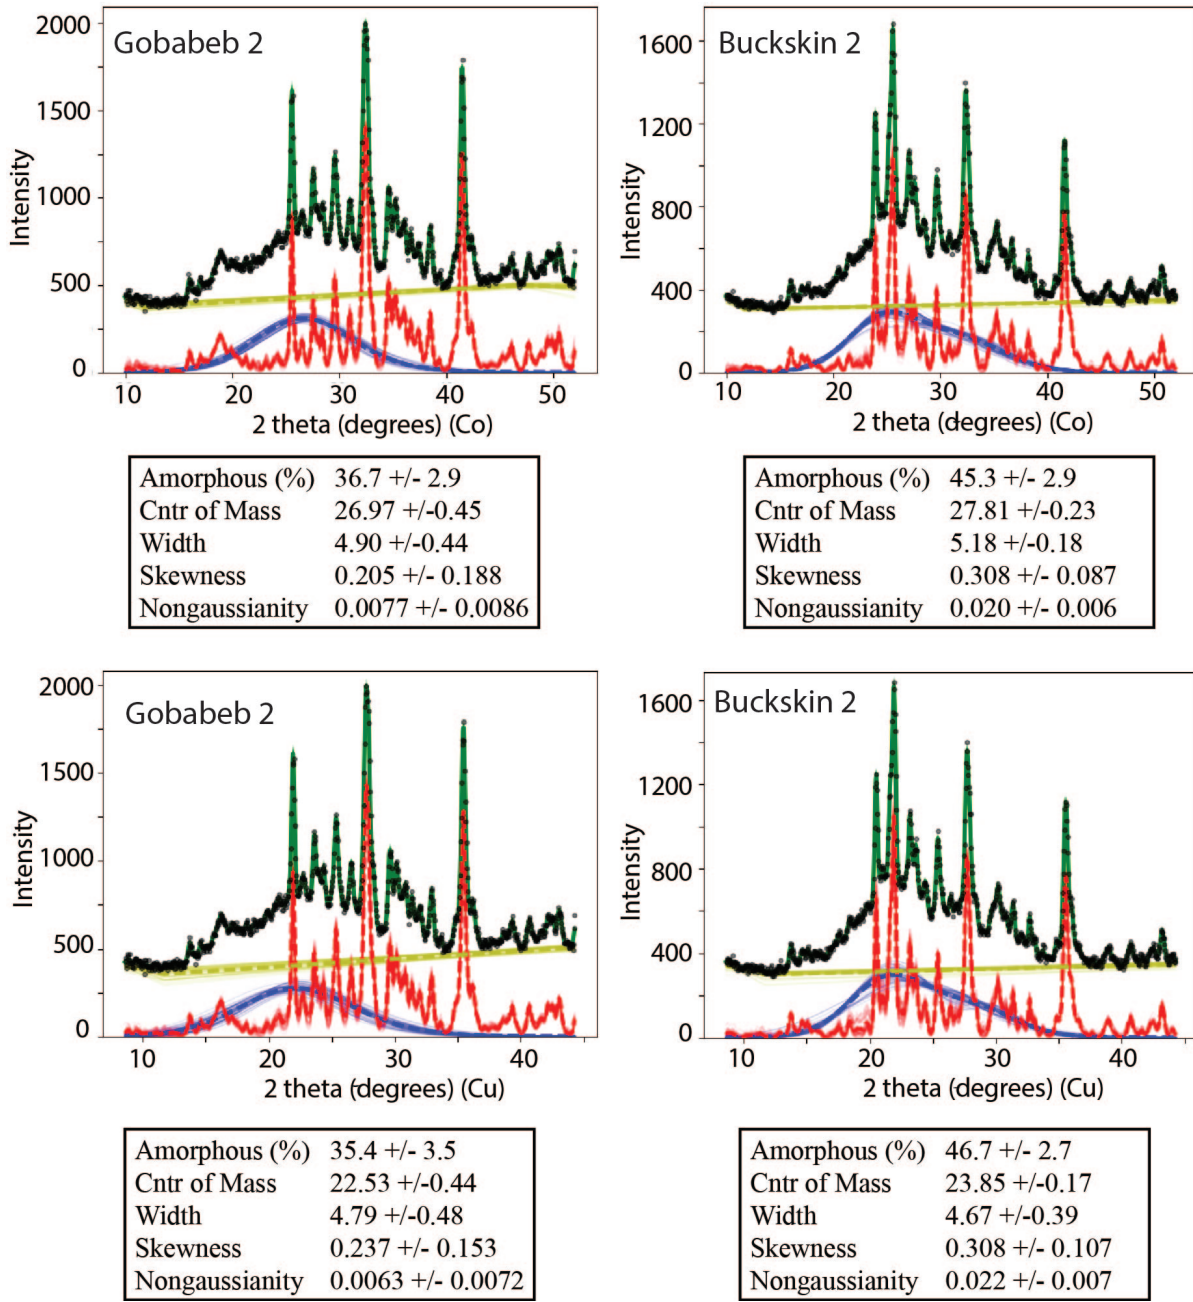 Gobabeb 2
2000
1500
1000
500
0
Intensity
10 20 30 40 50
2 theta (degrees) (Co)
Amorphous (%) 36.7 +/- 2.9
Cntr of Mass 26.97 +/-0.45
Width 4.90 +/-0.44
Skewness 0.205 +/- 0.188
Nongaussianity 0.0077 +/- 0.0086
Buckskin 2
1600
1200
800
400
0
Intensity
10 20 30 40 50
2 theta (degrees) (Co)
Amorphous (%) 45.3 +/- 2.9
Cntr of Mass 27.81 +/-0.23
Width 5.18 +/-0.18
Skewness 0.308 +/- 0.087
Nongaussianity 0.020 +/- 0.006
Gobabeb 2
2000
1500
1000
500
0
Intensity
10 20 30 40
2 theta (degrees) (Cu)
Amorphous (%) 35.4 +/- 3.5
Cntr of Mass 22.53 +/-0.44
Width 4.79 +/-0.48
Skewness 0.237 +/- 0.153
Nongaussianity 0.0063 +/- 0.0072
Buckskin 2
1600
1200
800
400
0
Intensity
10 20 30 40
2 theta (degrees) (Cu)
Amorphous (%) 46.7 +/- 2.7
Cntr of Mass 23.85 +/-0.17
Width 4.67 +/-0.39
Skewness 0.308 +/- 0.107
Nongaussianity 0.022 +/- 0.007